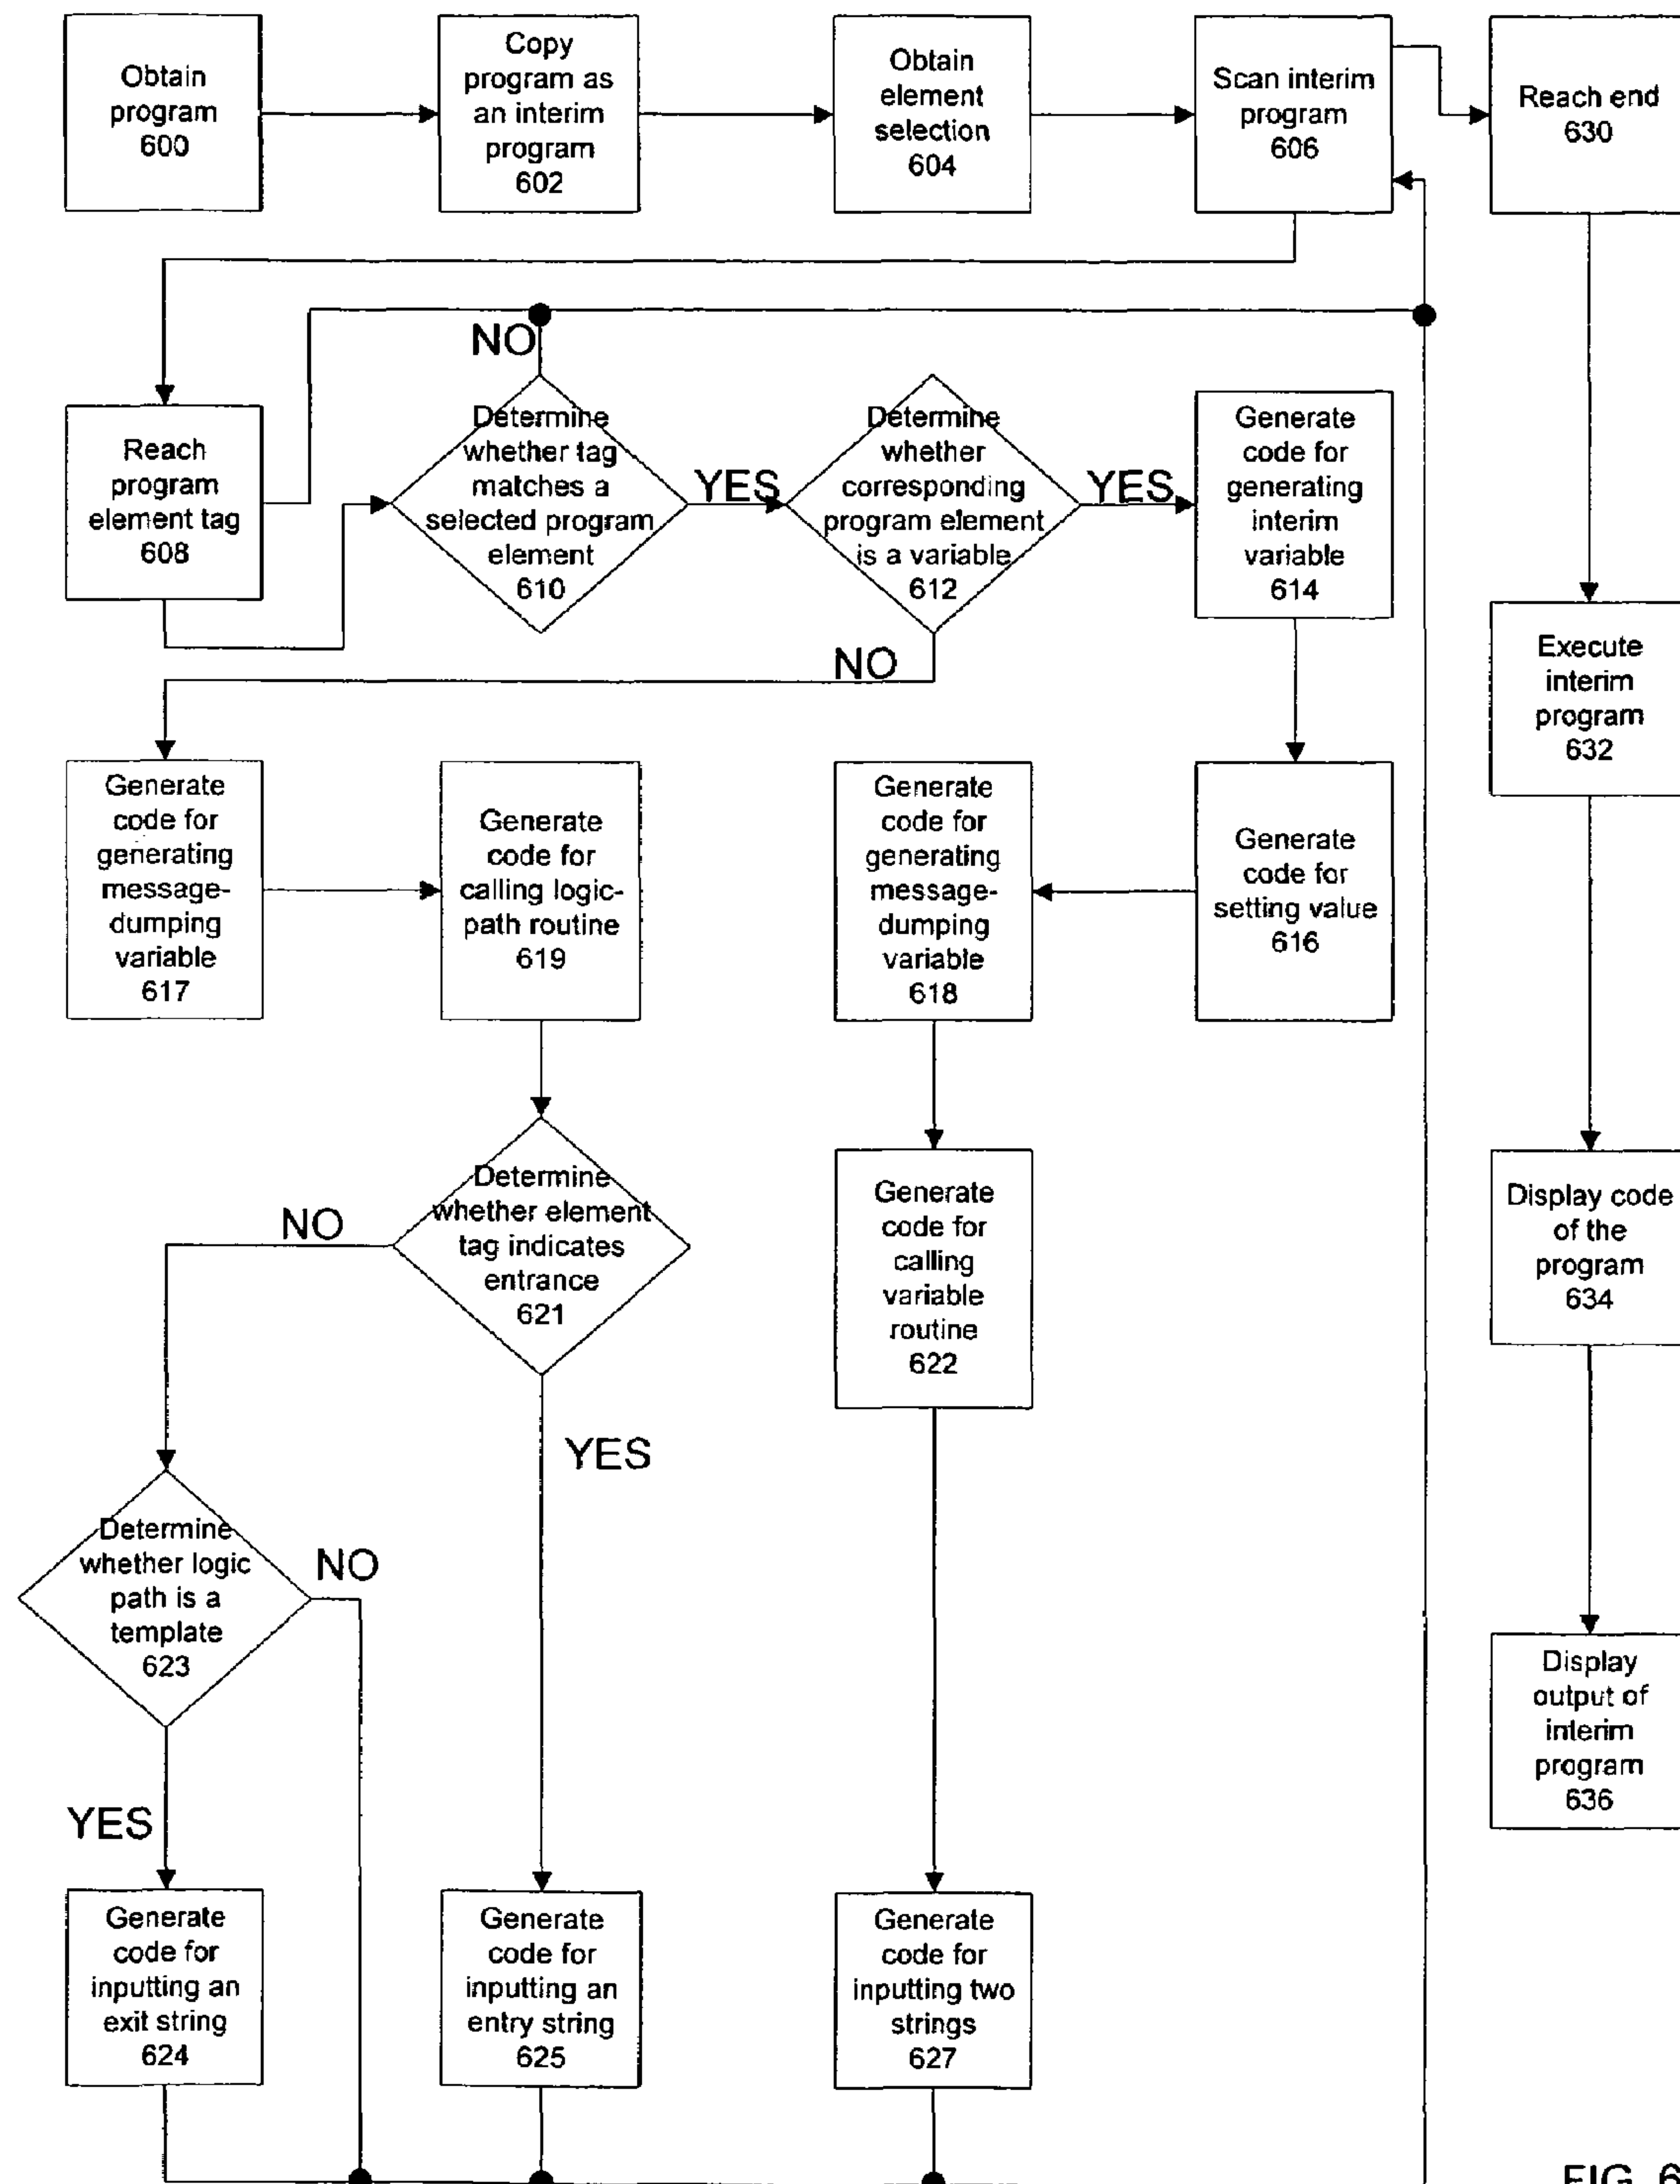 Obtain
program
600
Copy
program as
an interim
program
602
Obtain
element
selection
604
Scan interim
program
606
Reach end
630
NO
Reach
program
element tag
608
Determine
whether tag
matches a
selected program
element
610
YES
Determine
whether
corresponding
program element
is a variable
612
YES
Generate
code for
generating
interim
variable
614
NO
Execute
interim
program
632
Generate
code for
generating
message-
dumping
variable
617
Generate
code for
calling logic-
path routine
619
Generate
code for
generating
message-
dumping
variable
618
Generate
code for
setting value
616
NO
Determine
whether element
tag indicates
entrance
621
Generate
code for
calling
variable
routine
622
Display code
of the
program
634
YES
Determine
whether logic
path is a
template
623
NO
Display
output of
interim
program
636
YES
Generate
code for
inputting an
exit string
624
Generate
code for
inputting an
entry string
625
Generate
code for
inputting two
strings
627
FIG. 6